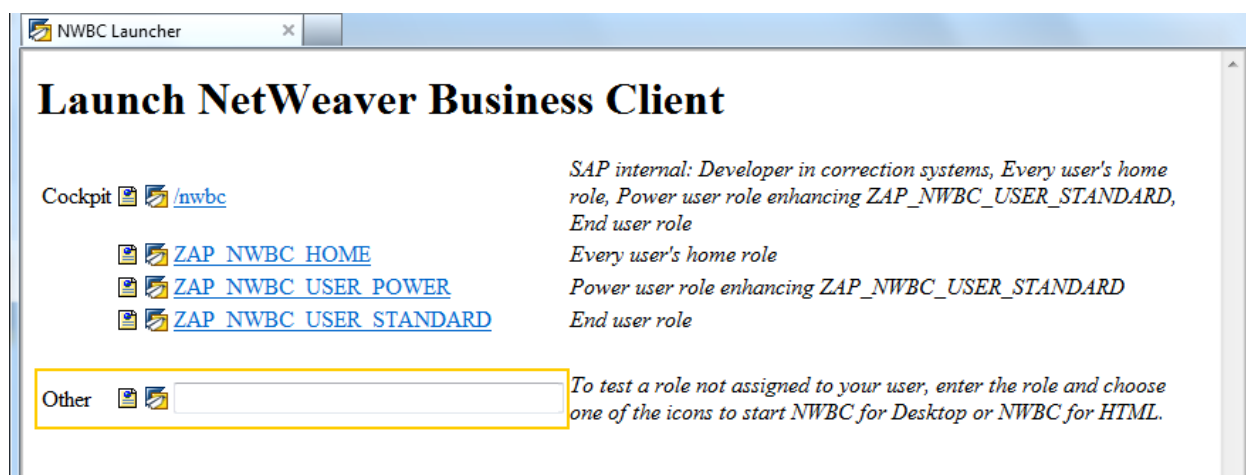 NWBC Launcher
Launch NetWeaver Business Client
SAP internal: Developer in correction systems, Every user's home
Cockpit /nwbc role, Power user role enhancing ZAP_NWBC_USER_STANDARD,
End user role
ZAP_NWBC_HOME Every user's home role
ZAP_NWBC_USER_POWER Power user role enhancing ZAP_NWBC_USER_STANDARD
ZAP_NWBC_USER_STANDARD End user role
Other To test a role not assigned to your user, enter the role and choose
one of the icons to start NWBC for Desktop or NWBC for HTML.